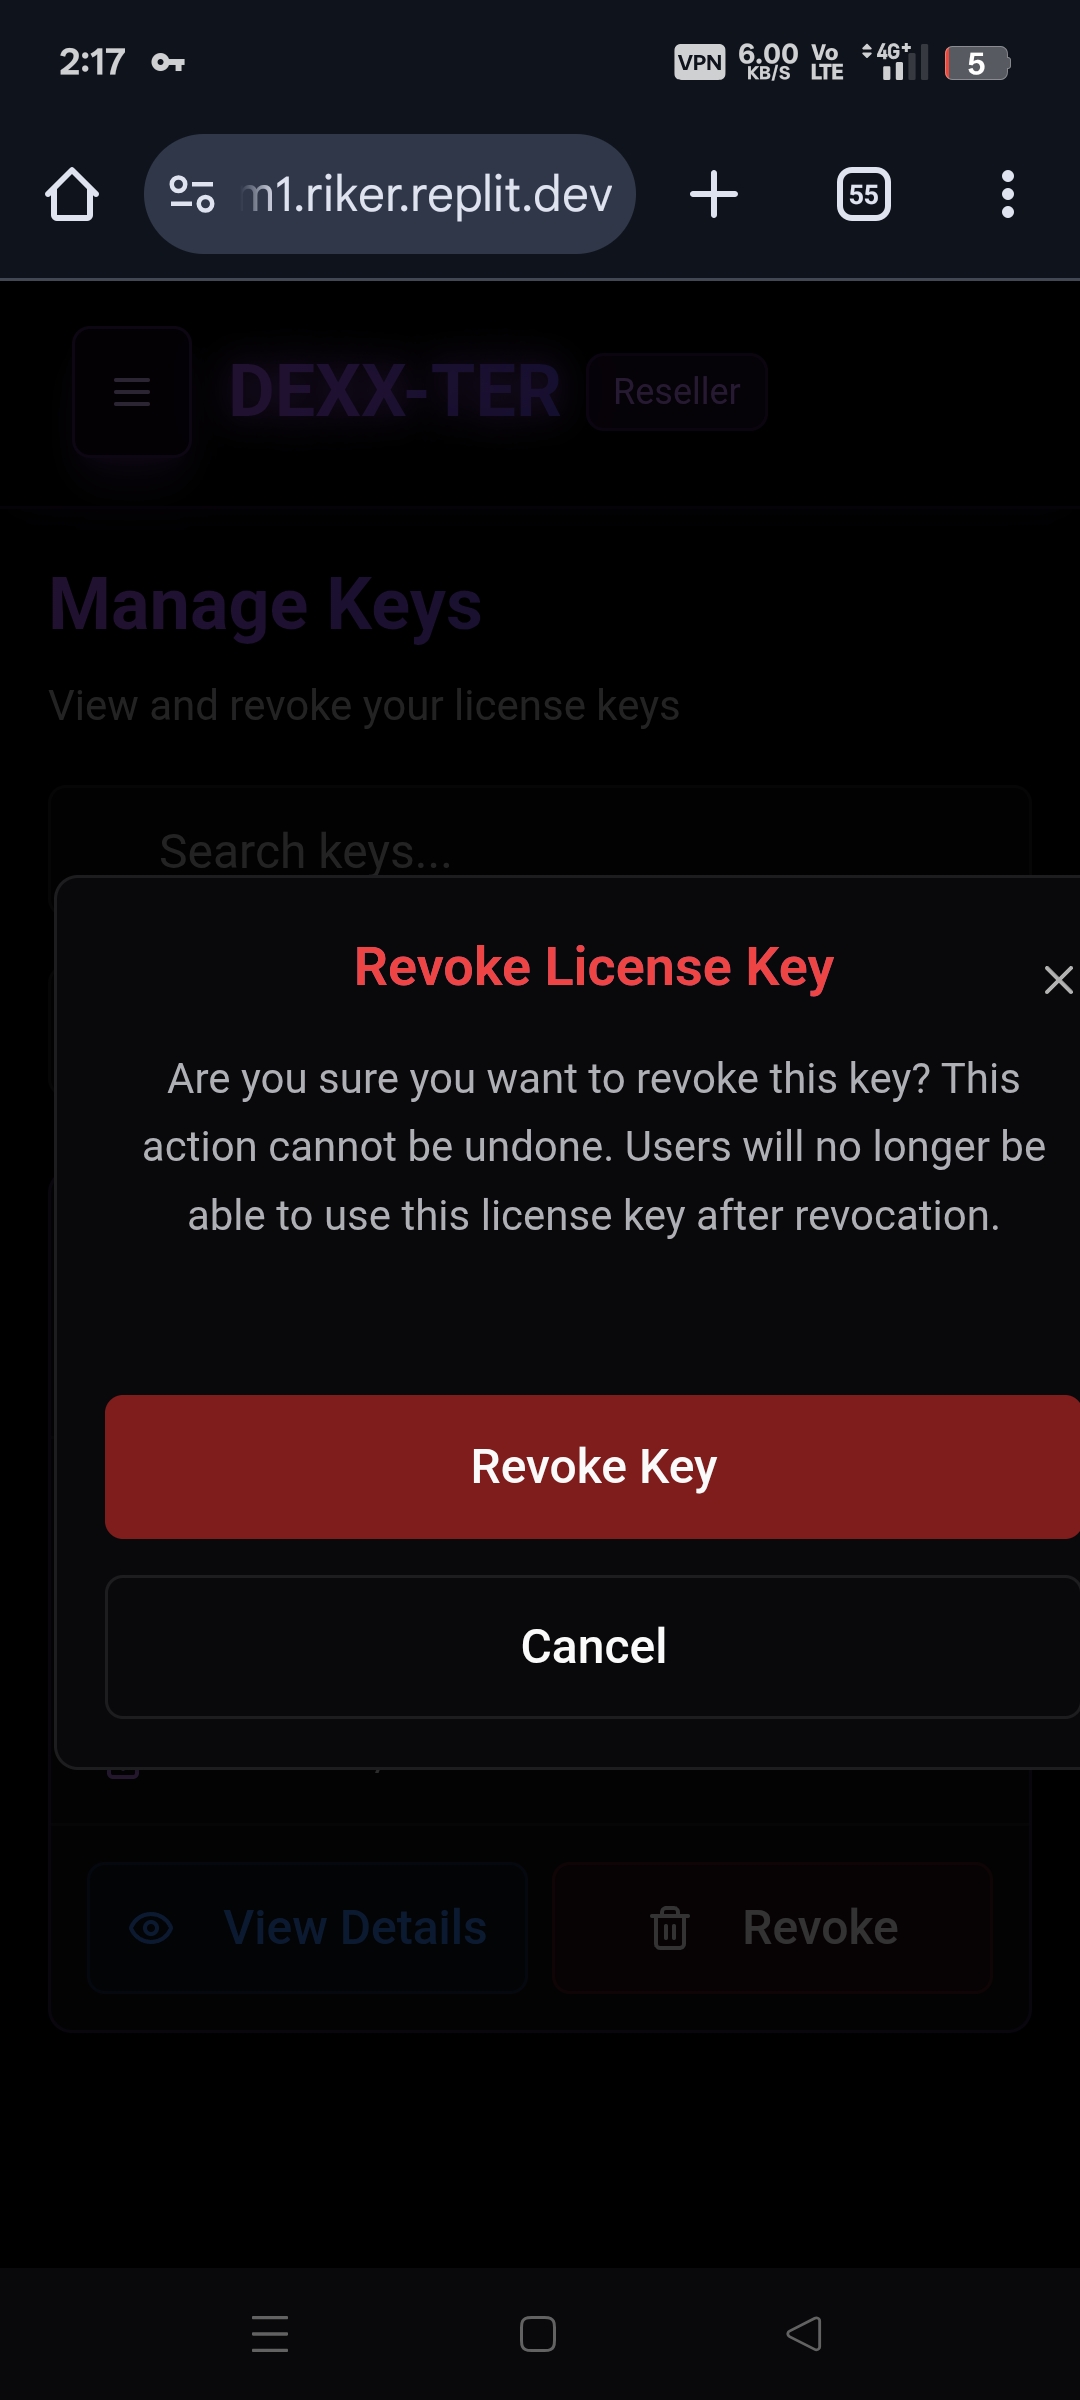 2:17
VPN
6.00
KB/S
Vo
LTE
4G+
5
m1.riker.replit.dev
55
DEXX-TER
Reseller
Manage Keys
View and revoke your license keys
Search keys...
Revoke License Key
Are you sure you want to revoke this key? This
action cannot be undone. Users will no longer be
able to use this license key after revocation.
Revoke Key
Cancel
View Details
Revoke